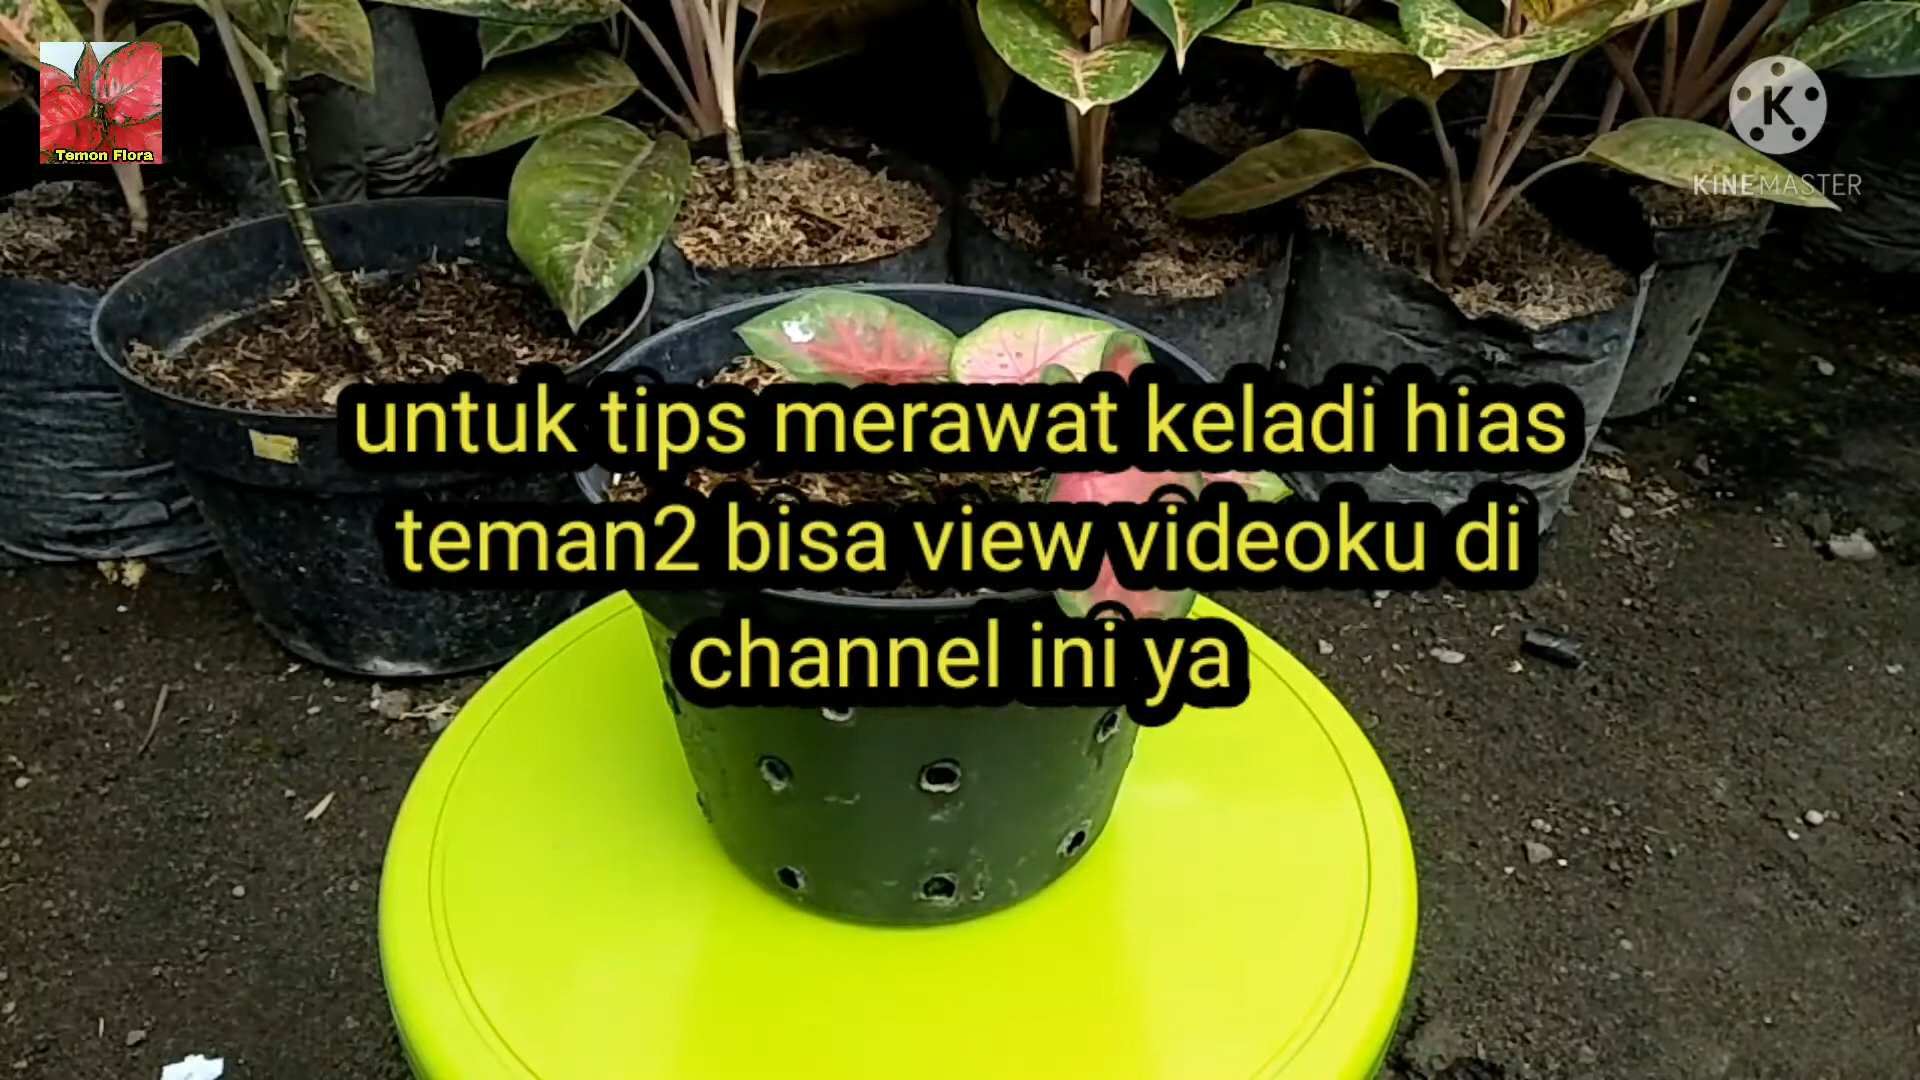 Temon Flora
K
KINEMASTER
untuk tips merawat keladi hias
teman2 bisa view videoku di
channel ini ya